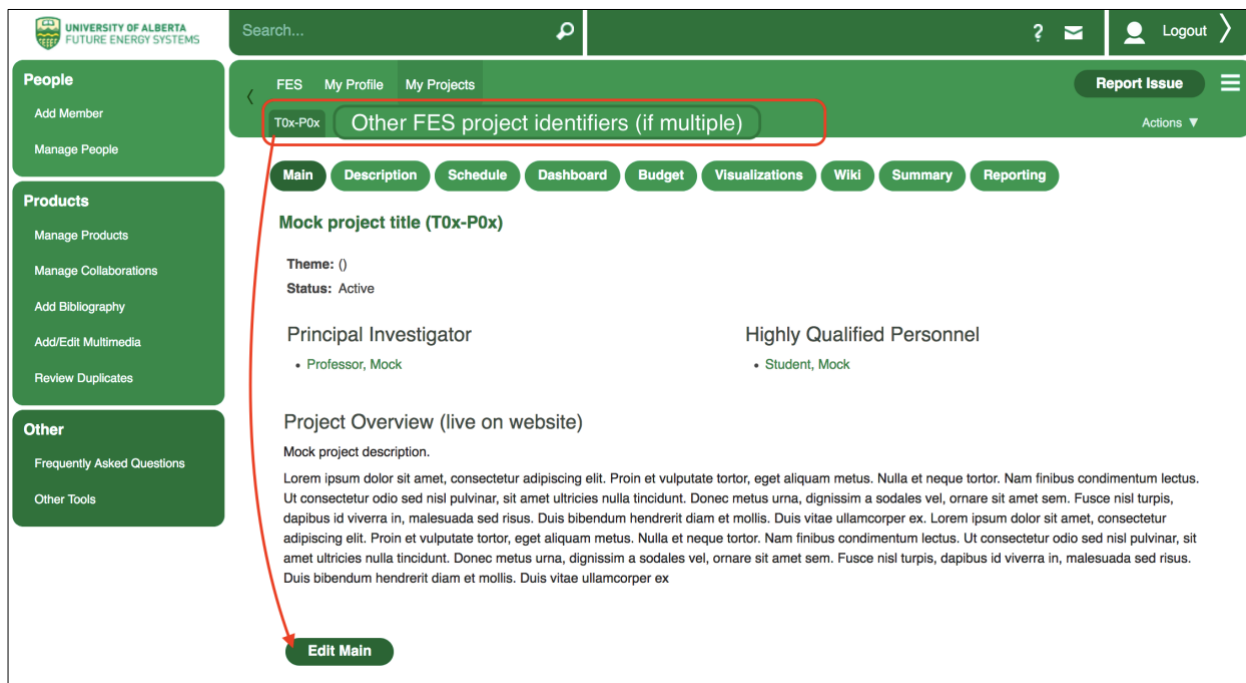 UNIVERSITY OF ALBERTA
FUTURE ENERGY SYSTEMS
Search...
?
Logout
People
Add Member
Manage People
Products
Manage Products
Manage Collaborations
Add Bibliography
Add/Edit Multimedia
Review Duplicates
Other
Frequently Asked Questions
Other Tools
FES My Profile My Projects
Report Issue
T0x-P0x Other FES project identifiers (if multiple)
Actions ▼
Main Description Schedule Dashboard Budget Visualizations Wiki Summary Reporting
Mock project title (T0x-P0x)
Theme: ()
Status: Active
Principal Investigator
• Professor, Mock
Highly Qualified Personnel
• Student, Mock
Project Overview (live on website)
Mock project description.
Lorem ipsum dolor sit amet, consectetur adipiscing elit. Proin et vulputate tortor, eget aliquam metus. Nulla et neque tortor. Nam finibus condimentum lectus.
Ut consectetur odio sed nisl pulvinar, sit amet ultricies nulla tincidunt. Donec metus urna, dignissim a sodales vel, ornare sit amet sem. Fusce nisl turpis,
dapibus id viverra in, malesuada sed risus. Duis bibendum hendrerit diam et mollis. Duis vitae ullamcorper ex. Lorem ipsum dolor sit amet, consectetur
adipiscing elit. Proin et vulputate tortor, eget aliquam metus. Nulla et neque tortor. Nam finibus condimentum lectus. Ut consectetur odio sed nisl pulvinar, sit
amet ultricies nulla tincidunt. Donec metus urna, dignissim a sodales vel, ornare sit amet sem. Fusce nisl turpis, dapibus id viverra in, malesuada sed risus.
Duis bibendum hendrerit diam et mollis. Duis vitae ullamcorper ex
Edit Main